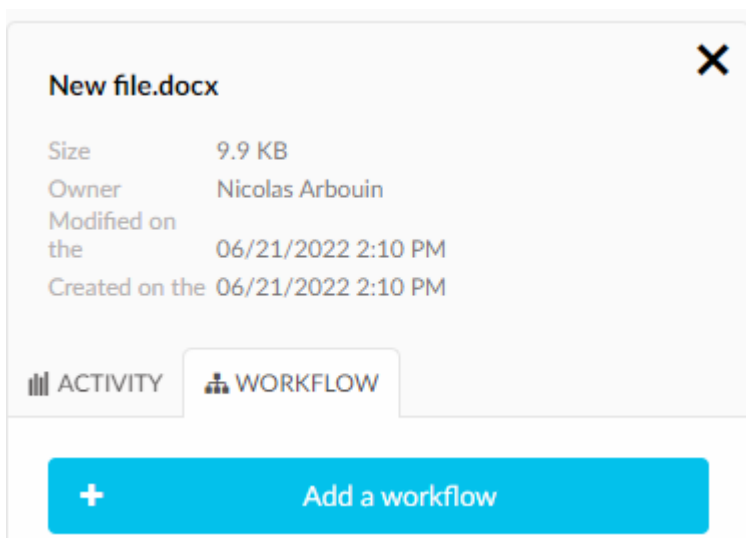 New file.docx
Size 9.9 KB
Owner Nicolas Arbouin
Modified on
the 06/21/2022 2:10 PM
Created on the 06/21/2022 2:10 PM
ACTIVITY WORKFLOW
Add a workflow